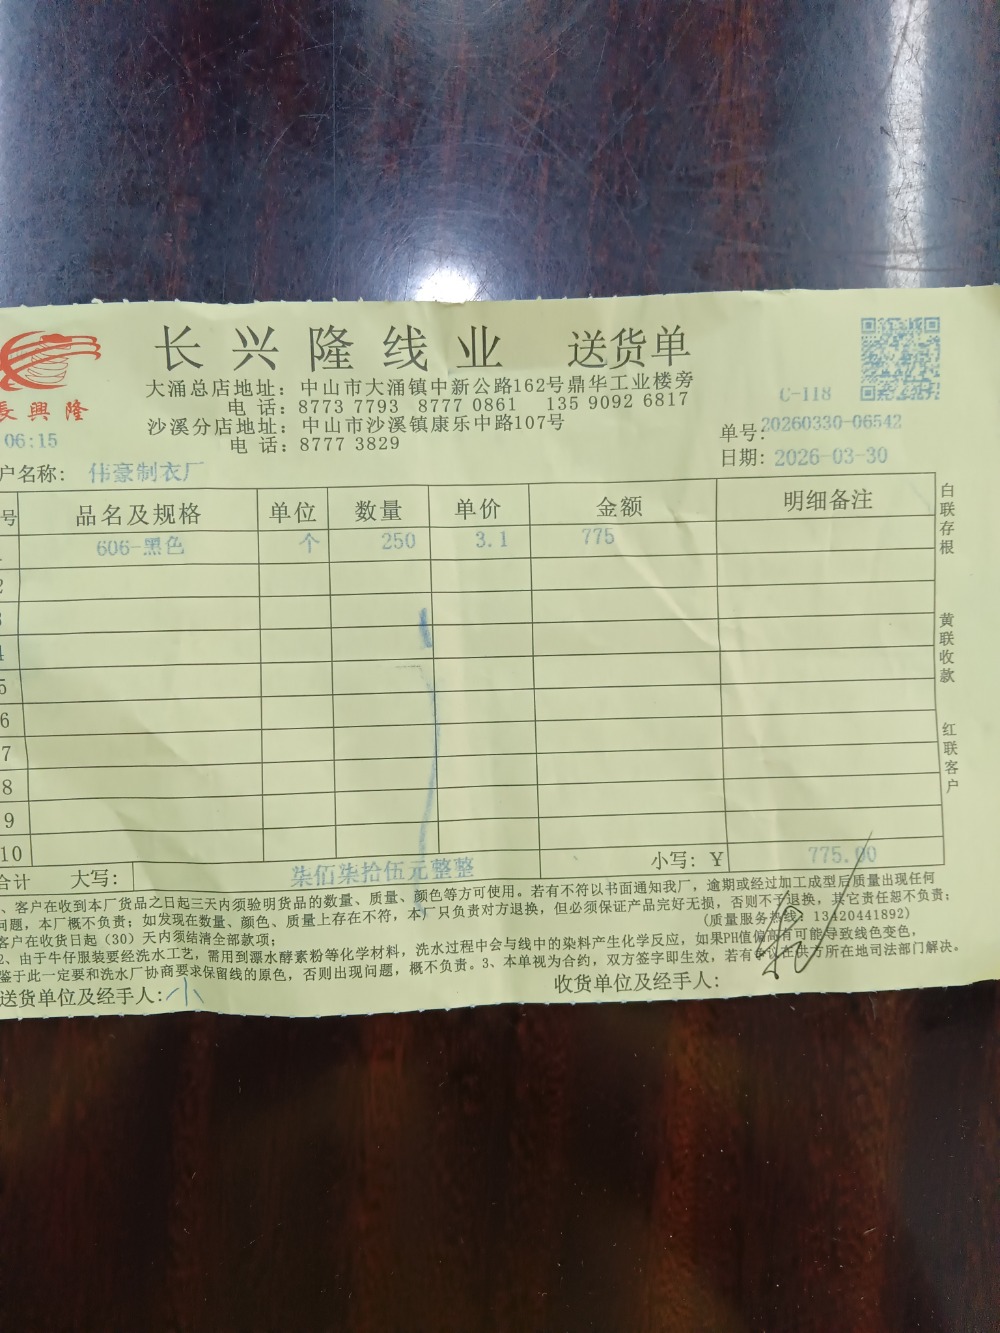 长兴隆线业 送货单
長興隆
大涌总店地址：中山市大涌镇中新公路162号鼎华工业楼旁
电 话：8773 7793 8777 0861 135 9092 6817
沙溪分店地址：中山市沙溪镇康乐中路107号
电 话：8777 3829
06:15
C-118
单号:20260330-06542
日期: 2026-03-30
户名称: 伟豪制衣厂
号 品名及规格 单位 数量 单价 金额 明细备注
606-黑色 个 250 3.1 775
2
3
4
5
6
7
8
9
10
合计 大写: 柒佰柒拾伍元整整 小写: ¥ 775.00
、客户在收到本厂货品之日起三天内须验明货品的数量、质量、颜色等方可使用。若有不符以书面通知我厂，逾期或经过加工成型后质量出现任何
问题，本厂概不负责；如发现在数量、颜色、质量上存在不符，本厂只负责对方退换，但必须保证产品完好无损，否则不予退换，其它责任恕不负责；
客户在收货日起（30）天内须结清全部款项；
(质量服务热线：13420441892)
2、由于牛仔服装要经洗水工艺，需用到漂水酵素粉等化学材料，洗水过程中会与线中的染料产生化学反应，如果PH值偏高有可能导致线色变色，
鉴于此一定要和洗水厂协商要求保留线的原色，否则出现问题，概不负责。3、本单视为合约，双方签字即生效，若有争议在供方所在地司法部门解决。
送货单位及经手人: 小
收货单位及经手人:
白联存根
黄联收款
红联客户